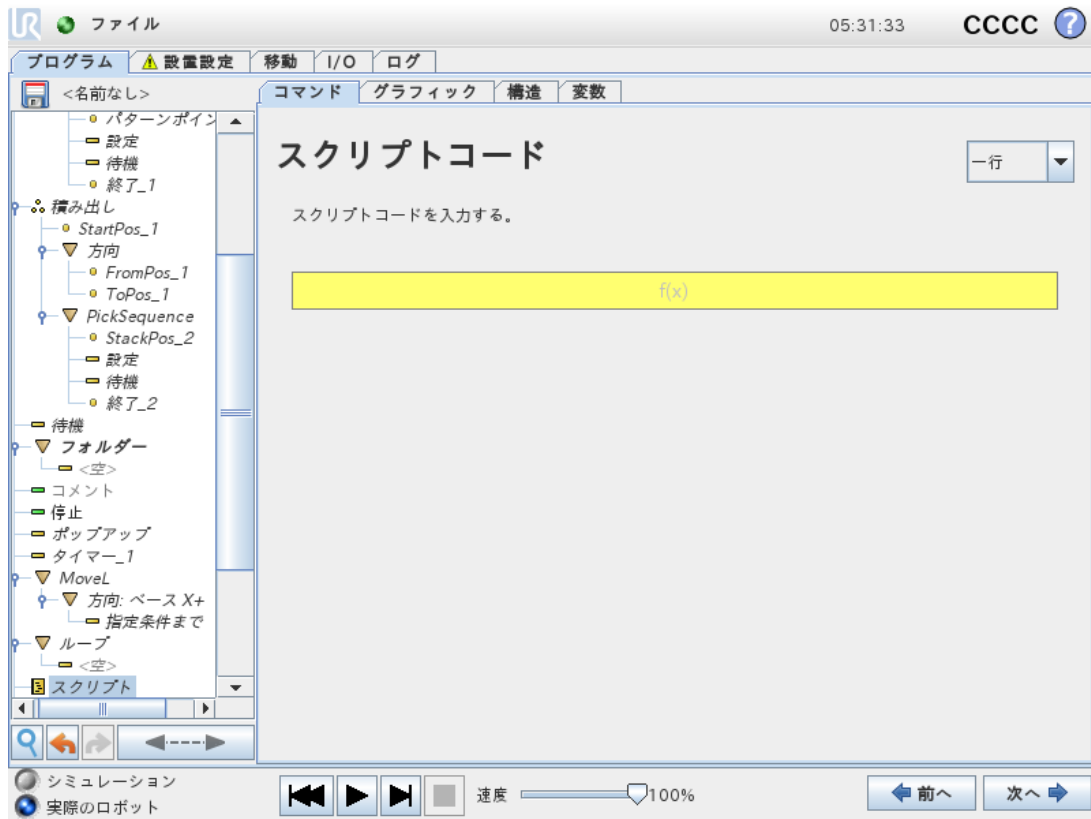 UR ファイル 05:31:33 CCCC ?
プログラム 設置設定 移動 I/O ログ
<名前なし> コマンド グラフィック 構造 変数
パターンポイン
設定
待機
終了_1
積み出し
StartPos_1
方向
FromPos_1
ToPos_1
PickSequence
StackPos_2
設定
待機
終了_2
待機
フォルダー
<空>
コメント
停止
ポップアップ
タイマー_1
MoveL
方向: ベース X+
指定条件まで
ループ
<空>
スクリプト
スクリプトコード
一行
スクリプトコードを入力する。
f(x)
シミュレーション
実際のロボット
速度 100%
前へ 次へ